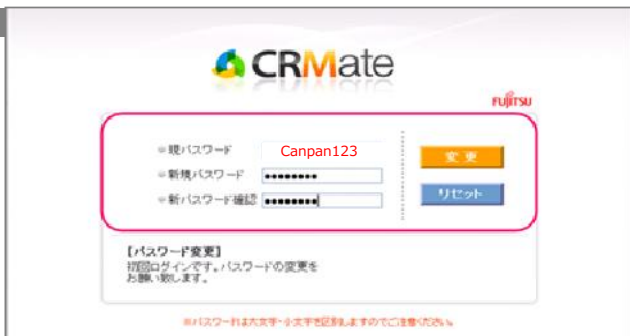 CRMate
FUJITSU
現パスワード Canpan123 変 更
新規パスワード ••••••••
新パスワード確認 •••••••• リセット
【パスワード変更】
初回ログインです。パスワードの変更を
お願い致します。
※パスワードは大文字・小文字を区別しますのでご注意ください。